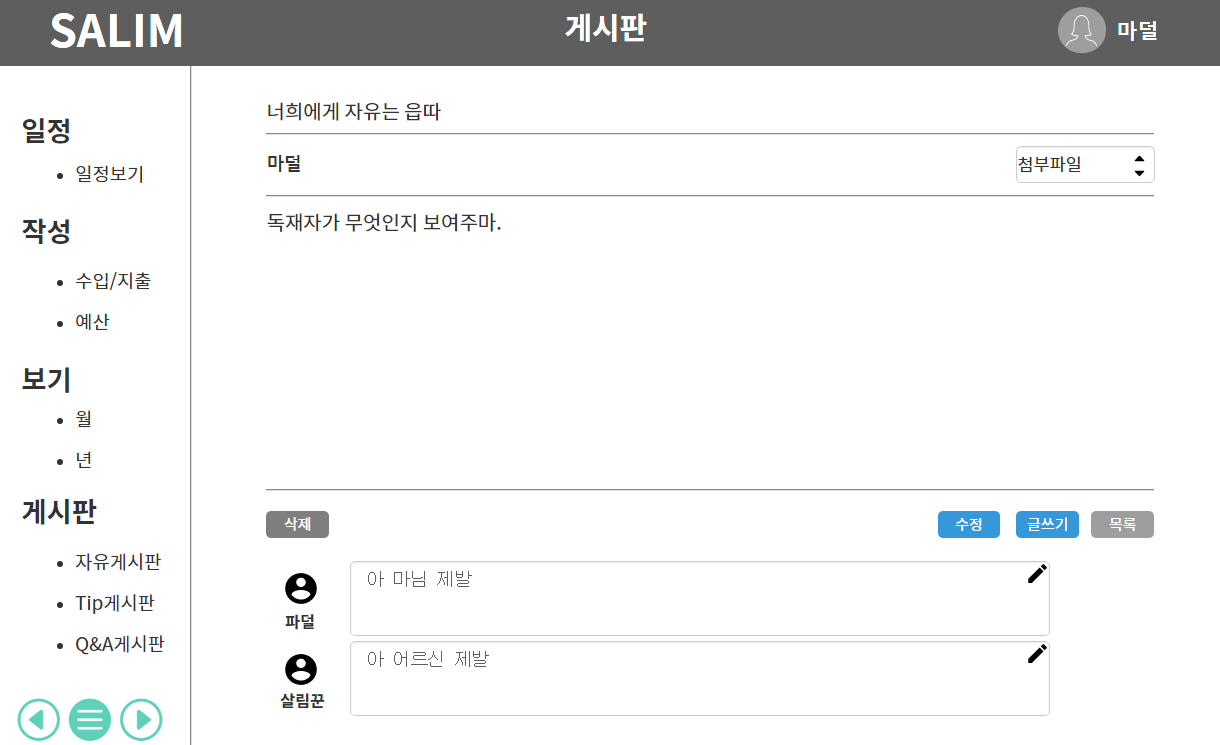 SALIM
게시판
마덜
일정
일정보기
작성
수입/지출
예산
보기
월
년
게시판
자유게시판
Tip게시판
Q&A게시판
너희에게 자유는 읍따
마덜
첨부파일
독재자가 무엇인지 보여주마.
삭제
수정
글쓰기
목록
아 마님 제발
파덜
아 어르신 제발
살림꾼